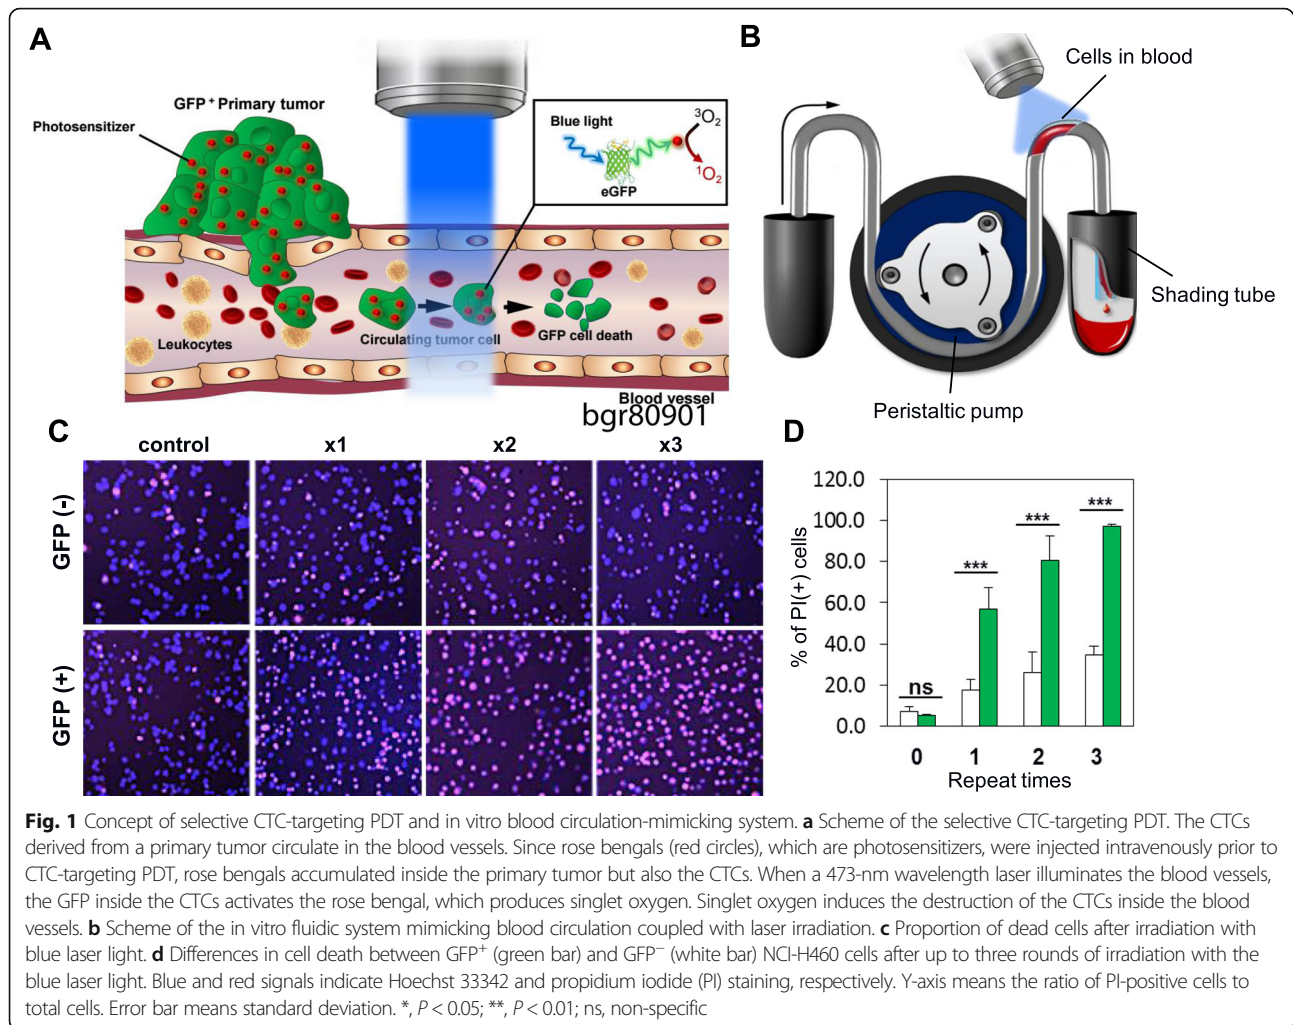 A
GFP⁺ Primary tumor
Photosensitizer
Blue light
³O₂
¹O₂
eGFP
Leukocytes
Circulating tumor cell
GFP cell death
Blood vessel
bgr80901
B
Cells in blood
Shading tube
Peristaltic pump
C
control x1 x2 x3
GFP (-)
GFP (+)
D
120.0
100.0
80.0
60.0
40.0
20.0
0.0
% of PI(+) cells
ns
***
***
***
0 1 2 3
Repeat times
Fig. 1 Concept of selective CTC-targeting PDT and in vitro blood circulation-mimicking system. a Scheme of the selective CTC-targeting PDT. The CTCs
derived from a primary tumor circulate in the blood vessels. Since rose bengals (red circles), which are photosensitizers, were injected intravenously prior to
CTC-targeting PDT, rose bengals accumulated inside the primary tumor but also the CTCs. When a 473-nm wavelength laser illuminates the blood vessels,
the GFP inside the CTCs activates the rose bengal, which produces singlet oxygen. Singlet oxygen induces the destruction of the CTCs inside the blood
vessels. b Scheme of the in vitro fluidic system mimicking blood circulation coupled with laser irradiation. c Proportion of dead cells after irradiation with
blue laser light. d Differences in cell death between GFP⁺ (green bar) and GFP⁻ (white bar) NCI-H460 cells after up to three rounds of irradiation with the
blue laser light. Blue and red signals indicate Hoechst 33342 and propidium iodide (PI) staining, respectively. Y-axis means the ratio of PI-positive cells to
total cells. Error bar means standard deviation. *, P < 0.05; **, P < 0.01; ns, non-specific